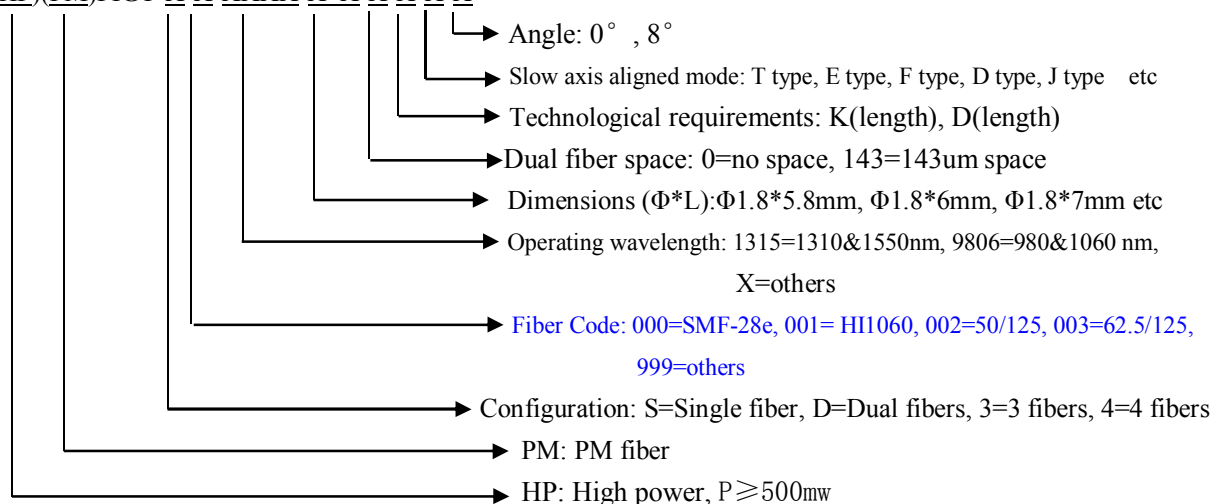 Angle: 0° , 8°
Slow axis aligned mode: T type, E type, F type, D type, J type etc
Technological requirements: K(length), D(length)
Dual fiber space: 0=no space, 143=143um space
Dimensions (Φ*L):Φ1.8*5.8mm, Φ1.8*6mm, Φ1.8*7mm etc
Operating wavelength: 1315=1310&1550nm, 9806=980&1060 nm,
X=others
Fiber Code: 000=SMF-28e, 001= HI1060, 002=50/125, 003=62.5/125,
999=others
Configuration: S=Single fiber, D=Dual fibers, 3=3 fibers, 4=4 fibers
PM: PM fiber
HP: High power, P≥500mw